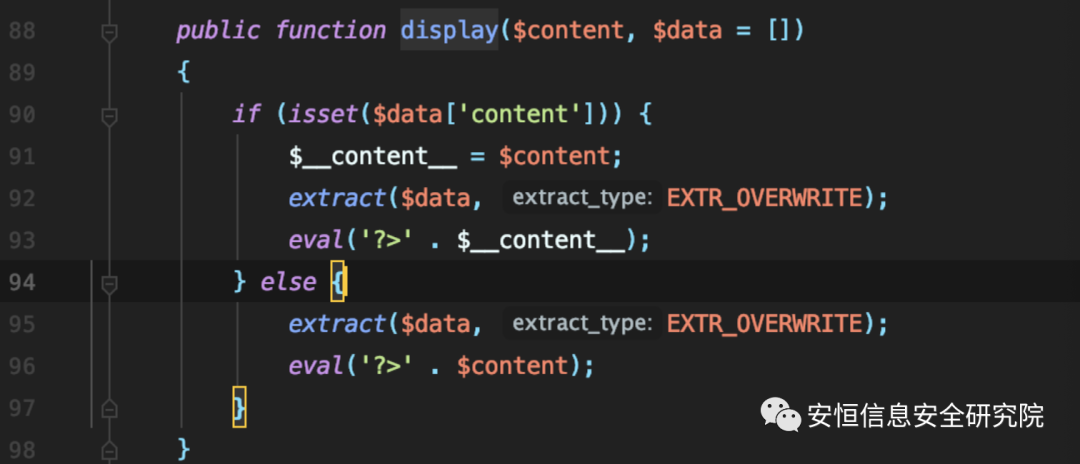 88 public function display($content, $data = [])
89 {
90 if (isset($data['content'])) {
91 $__content__ = $content;
92 extract($data, extract_type: EXTR_OVERWRITE);
93 eval('?>' . $__content__);
94 } else {
95 extract($data, extract_type: EXTR_OVERWRITE);
96 eval('?>' . $content);
97 }
98 }
安恒信息安全研究院